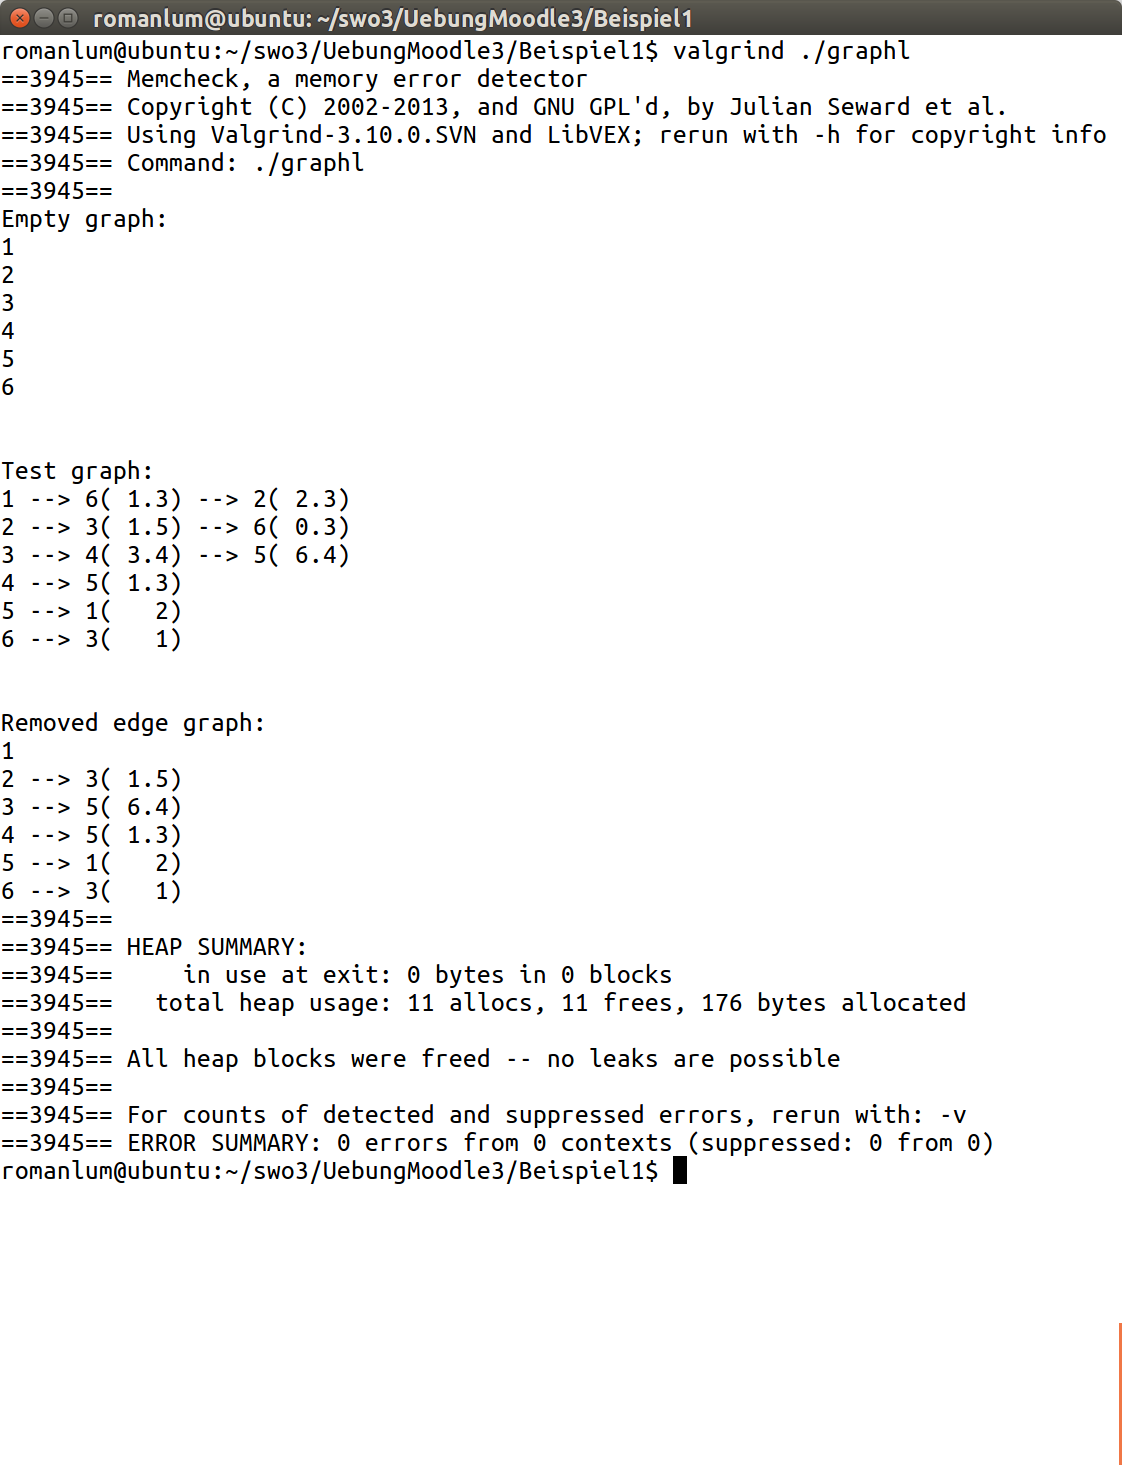 romanlum@ubuntu: ~/swo3/UebungMoodle3/Beispiel1
romanlum@ubuntu:~/swo3/UebungMoodle3/Beispiel1$ valgrind ./graphl
==3945== Memcheck, a memory error detector
==3945== Copyright (C) 2002-2013, and GNU GPL'd, by Julian Seward et al.
==3945== Using Valgrind-3.10.0.SVN and LibVEX; rerun with -h for copyright info
==3945== Command: ./graphl
==3945==
Empty graph:
1
2
3
4
5
6
Test graph:
1 --> 6( 1.3) --> 2( 2.3)
2 --> 3( 1.5) --> 6( 0.3)
3 --> 4( 3.4) --> 5( 6.4)
4 --> 5( 1.3)
5 --> 1(   2)
6 --> 3(   1)
Removed edge graph:
1
2 --> 3( 1.5)
3 --> 5( 6.4)
4 --> 5( 1.3)
5 --> 1(   2)
6 --> 3(   1)
==3945==
==3945== HEAP SUMMARY:
==3945==     in use at exit: 0 bytes in 0 blocks
==3945==   total heap usage: 11 allocs, 11 frees, 176 bytes allocated
==3945==
==3945== All heap blocks were freed -- no leaks are possible
==3945==
==3945== For counts of detected and suppressed errors, rerun with: -v
==3945== ERROR SUMMARY: 0 errors from 0 contexts (suppressed: 0 from 0)
romanlum@ubuntu:~/swo3/UebungMoodle3/Beispiel1$